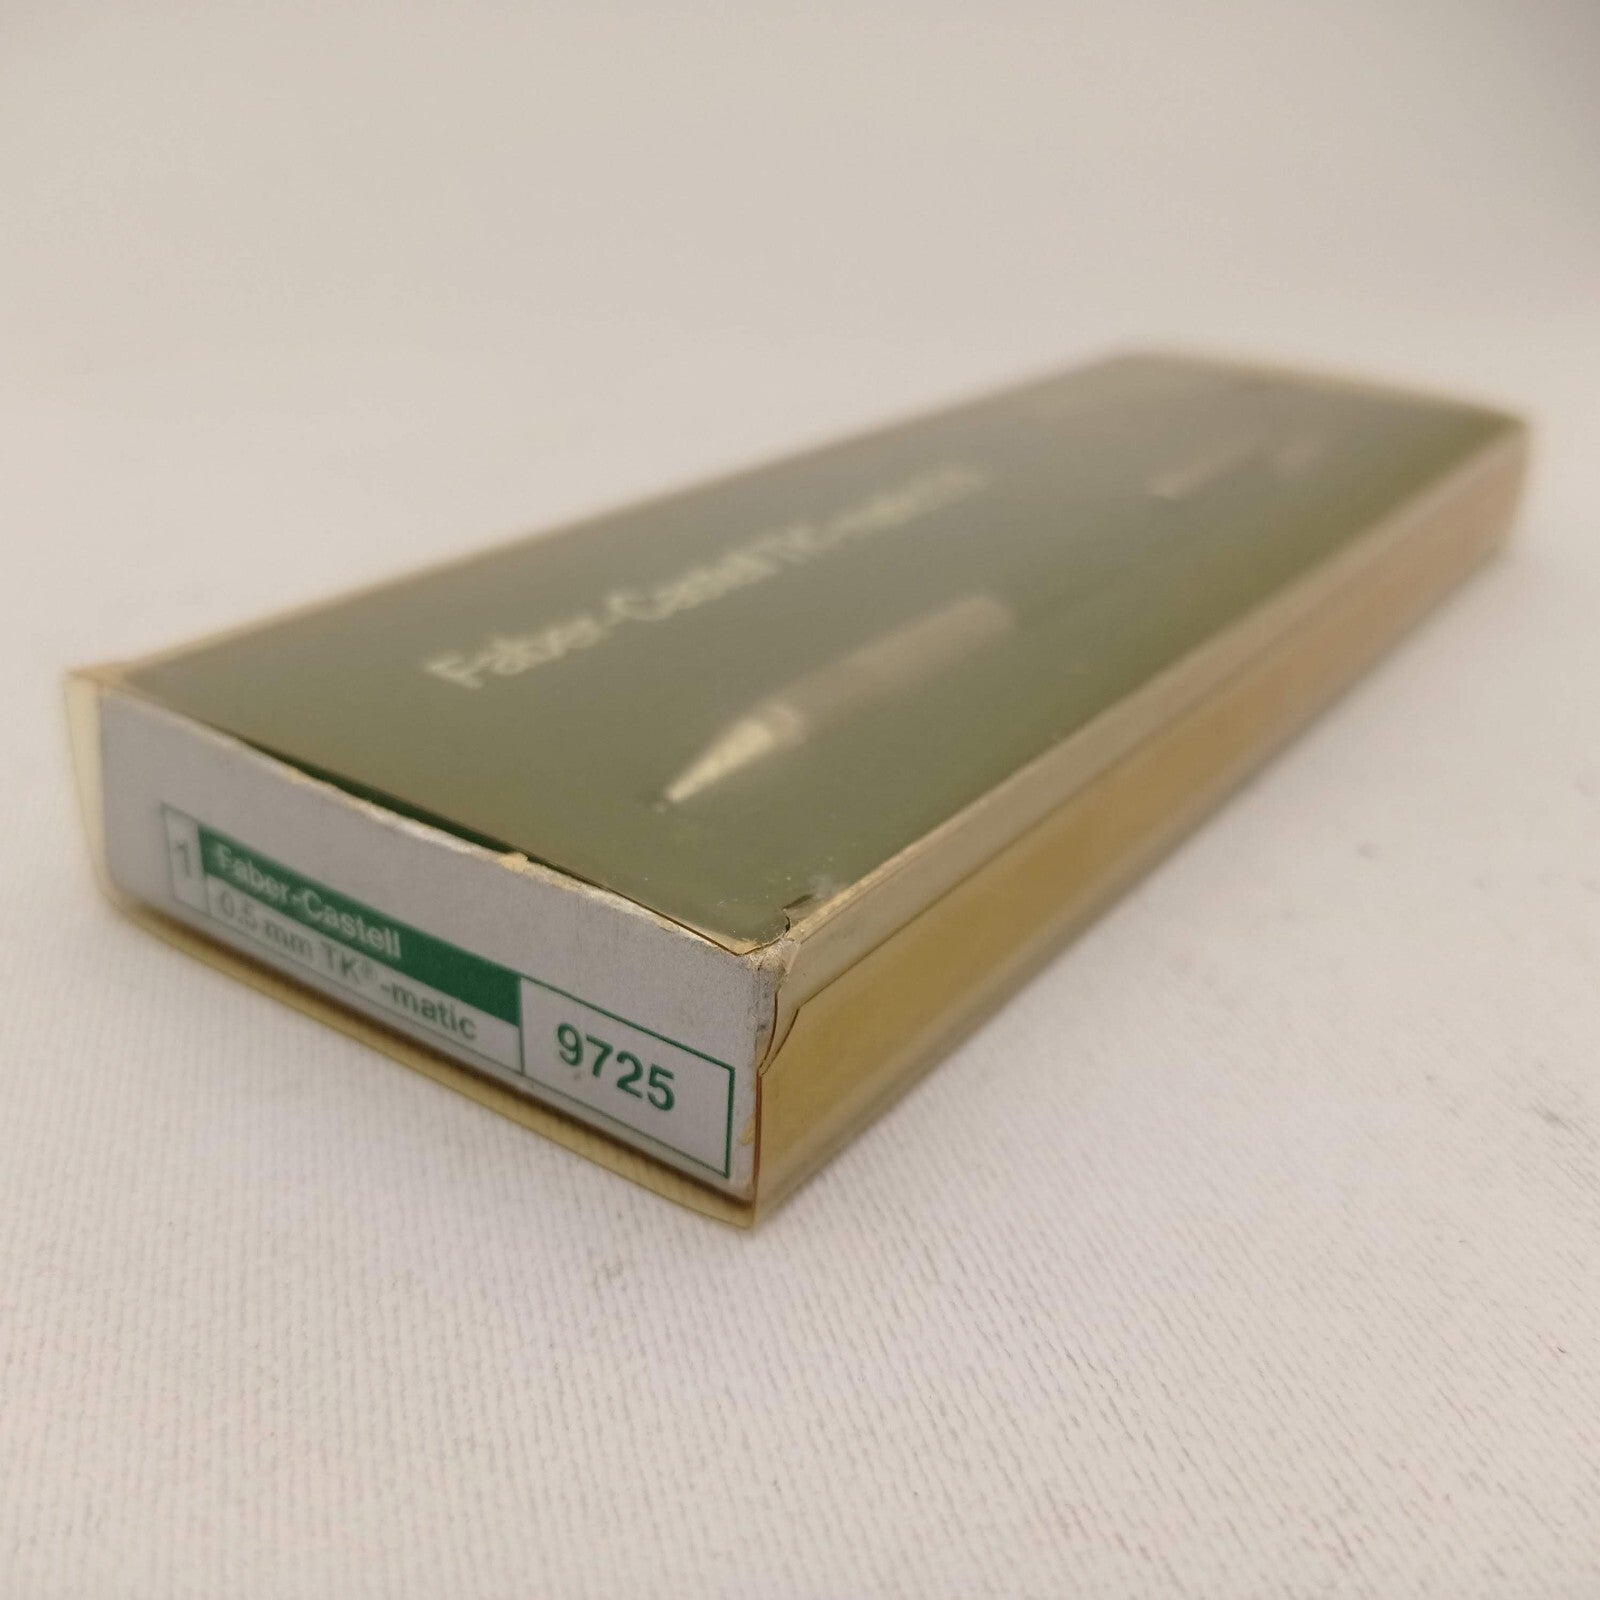 Faber-Castell TK-matic
1
Faber-Castell
0.5 mm TK® -matic
9725